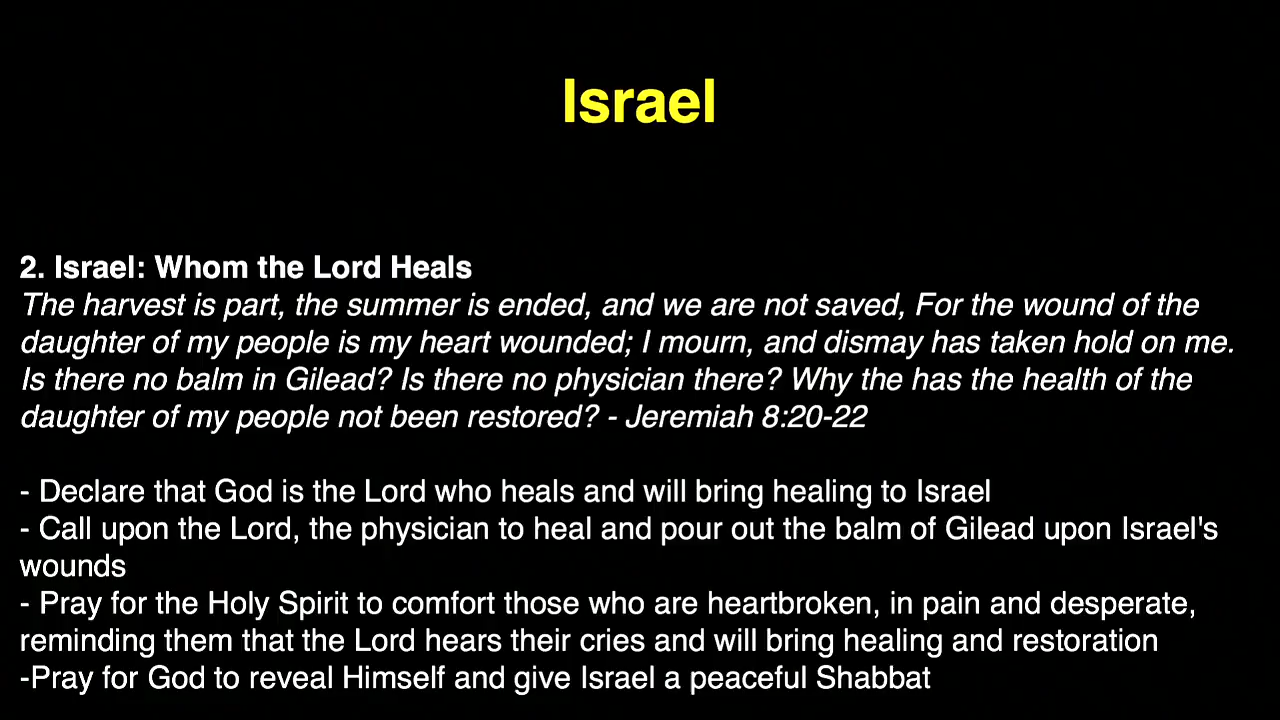 Israel
2. Israel: Whom the Lord Heals
The harvest is part, the summer is ended, and we are not saved, For the wound of the
daughter of my people is my heart wounded; I mourn, and dismay has taken hold on me.
Is there no balm in Gilead? Is there no physician there? Why the has the health of the
daughter of my people not been restored? - Jeremiah 8:20-22
- Declare that God is the Lord who heals and will bring healing to Israel
- Call upon the Lord, the physician to heal and pour out the balm of Gilead upon Israel's
wounds
- Pray for the Holy Spirit to comfort those who are heartbroken, in pain and desperate,
reminding them that the Lord hears their cries and will bring healing and restoration
-Pray for God to reveal Himself and give Israel a peaceful Shabbat